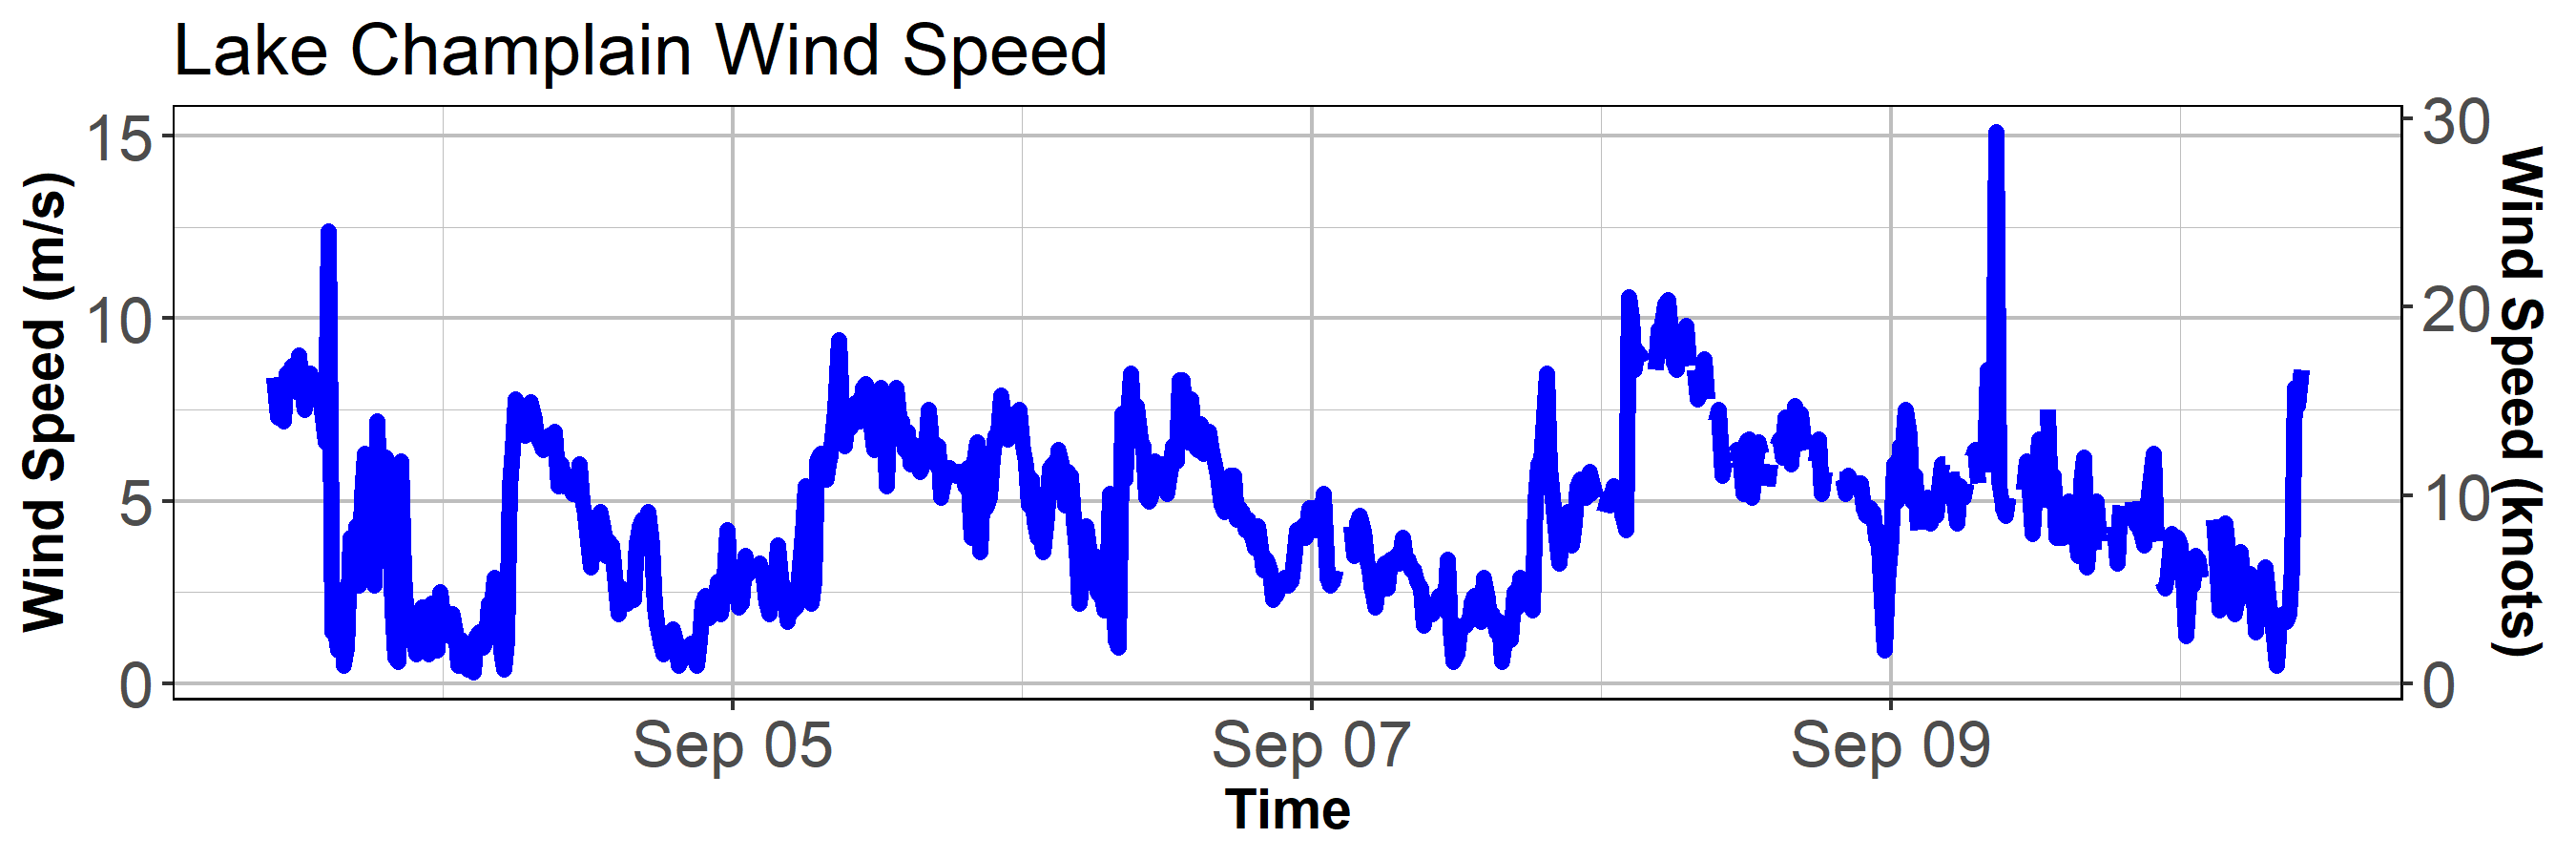 Lake Champlain Wind Speed
Wind Speed (m/s)
15
10
5
0
30
20
10
0
Wind Speed (knots)
Sep 05
Sep 07
Sep 09
Time